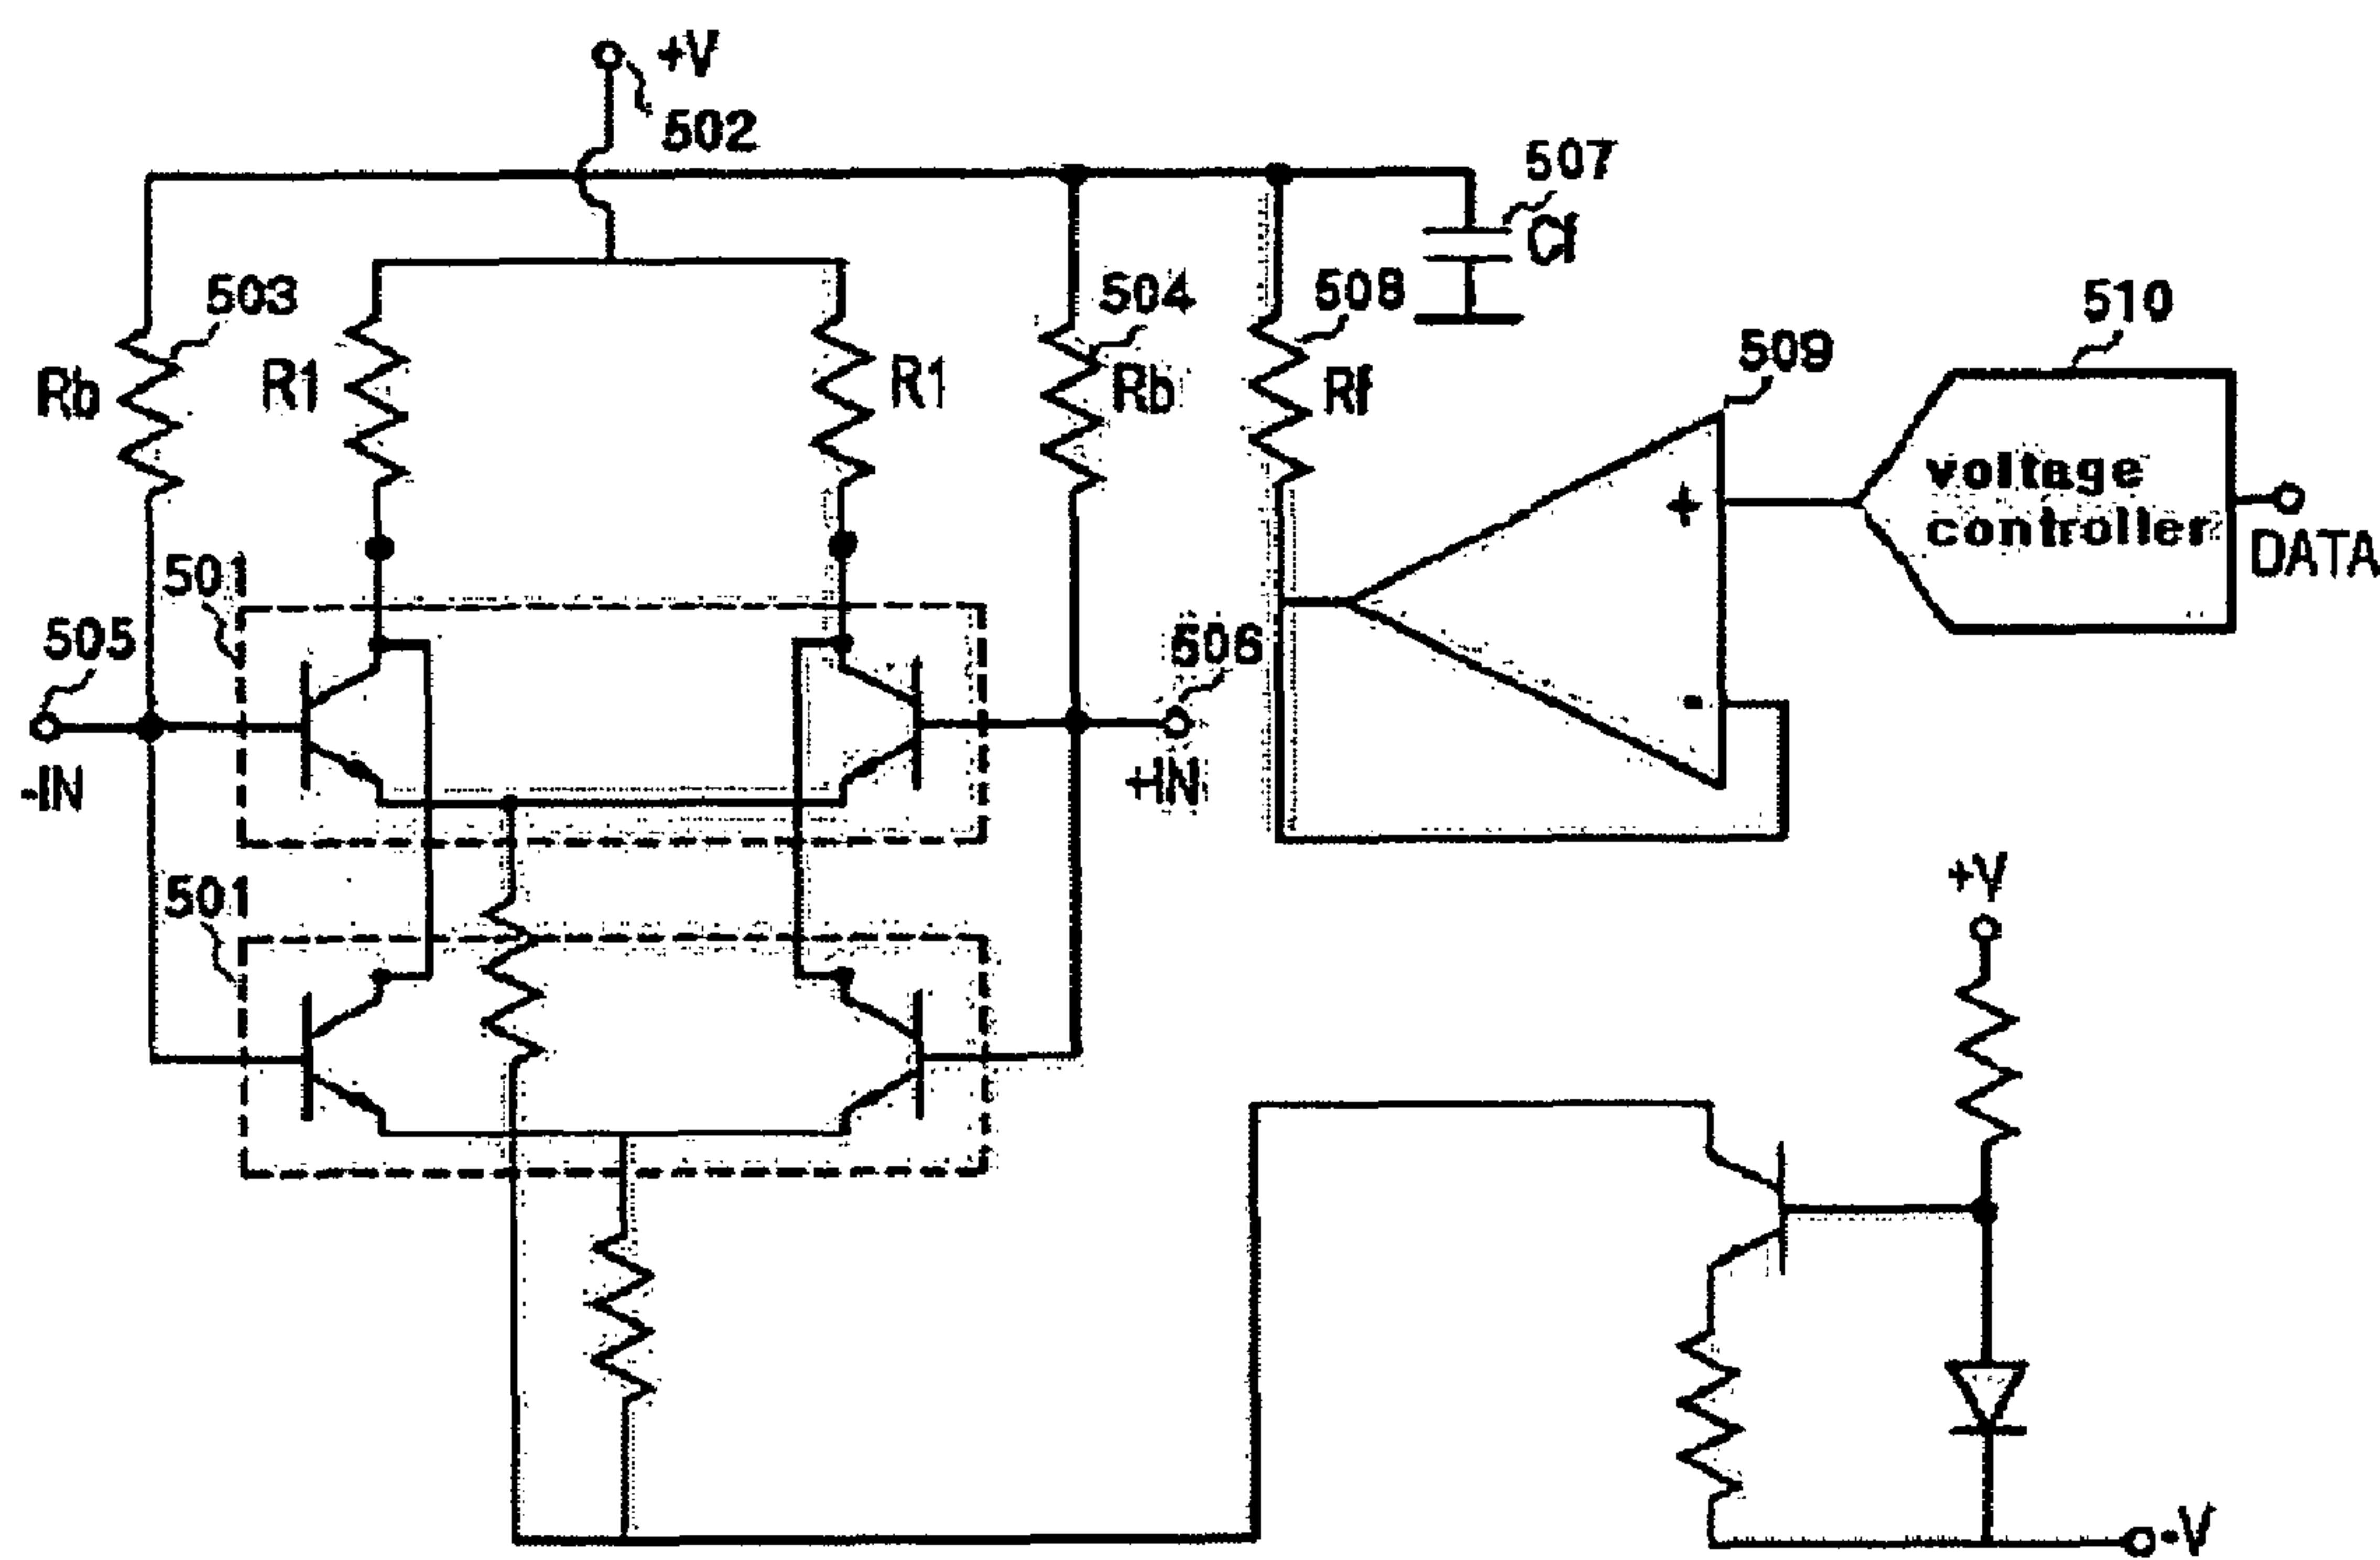 +V
502
507
Cf
503
504
508
510
Rb
R1
R1
Rb
Rf
509
voltage
controller
+
DATA
501
505
506
-IN
+IN
-
501
+V
-V